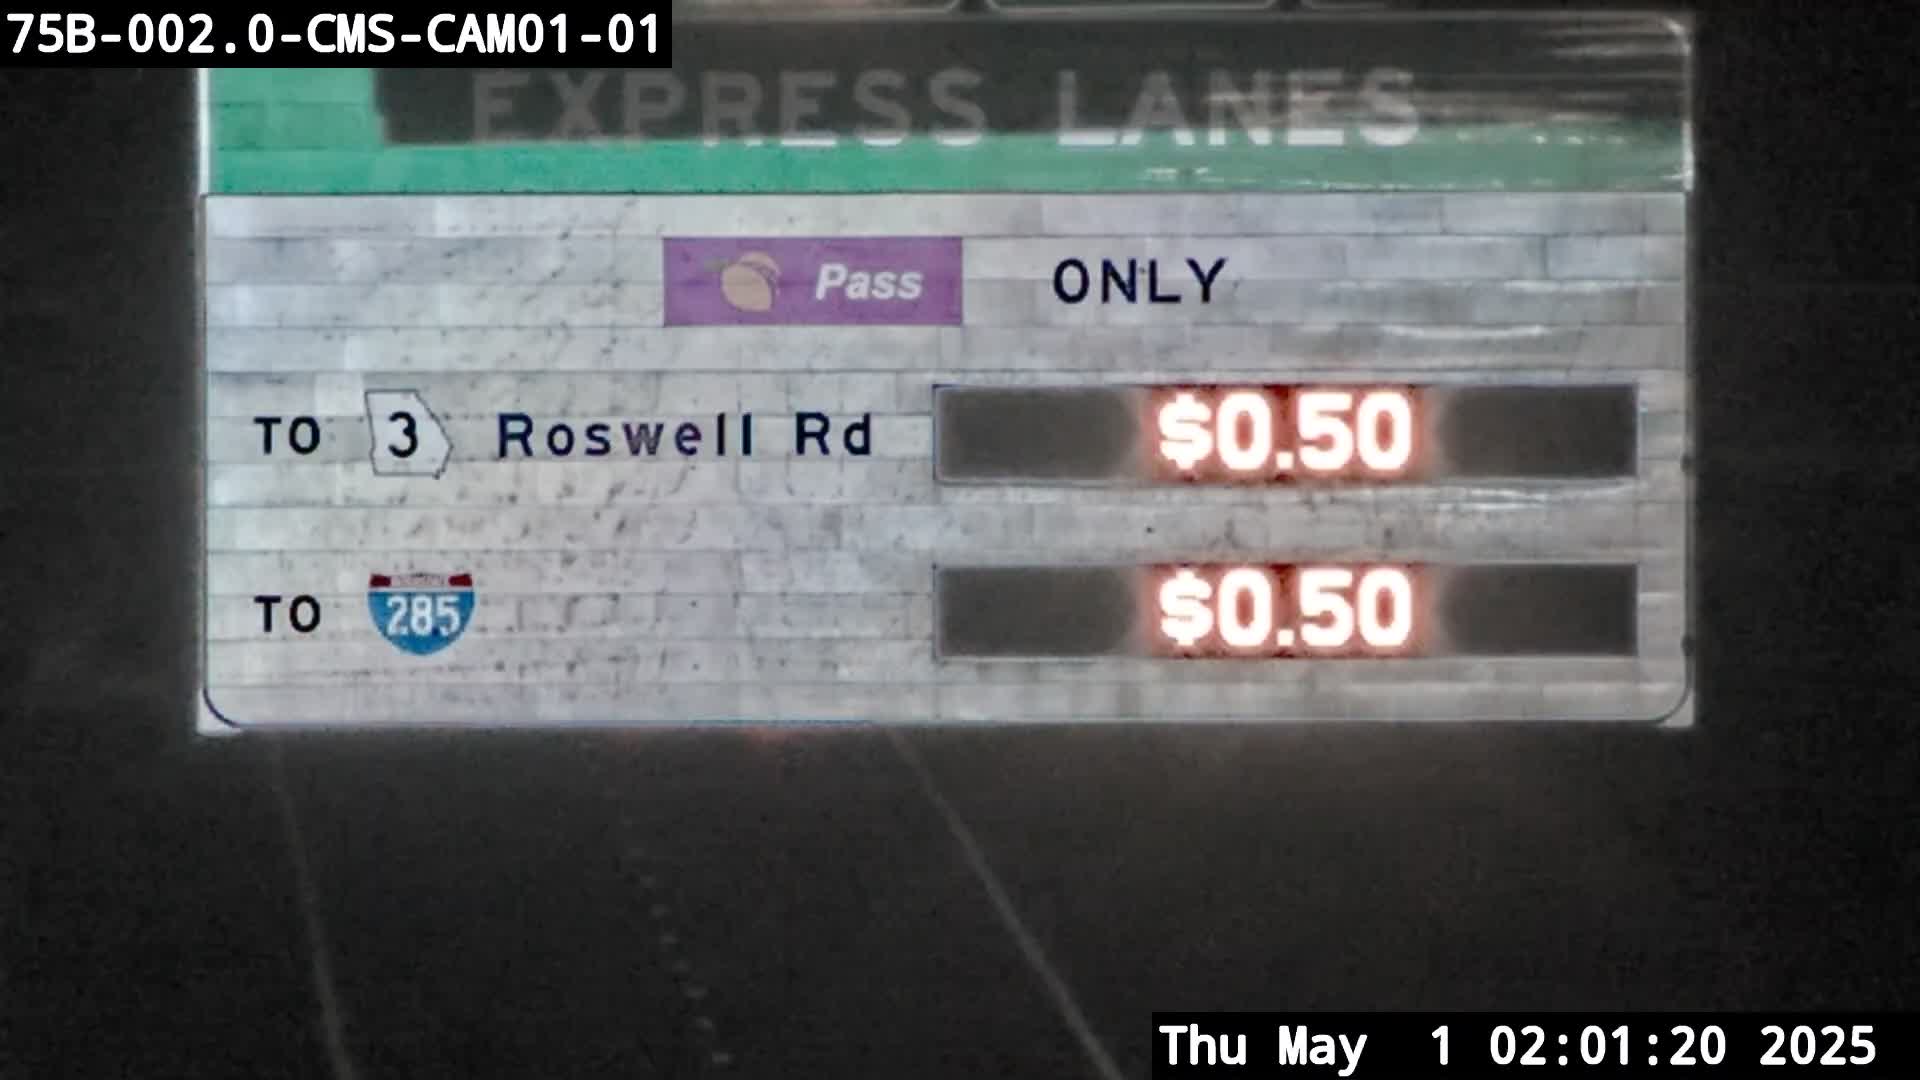 75B-002.0-CMS-CAM01-01
EXPRESS LANES
Pass ONLY
TO 3 Roswell Rd $0.50
TO 285 $0.50
Thu May 1 02:01:20 2025